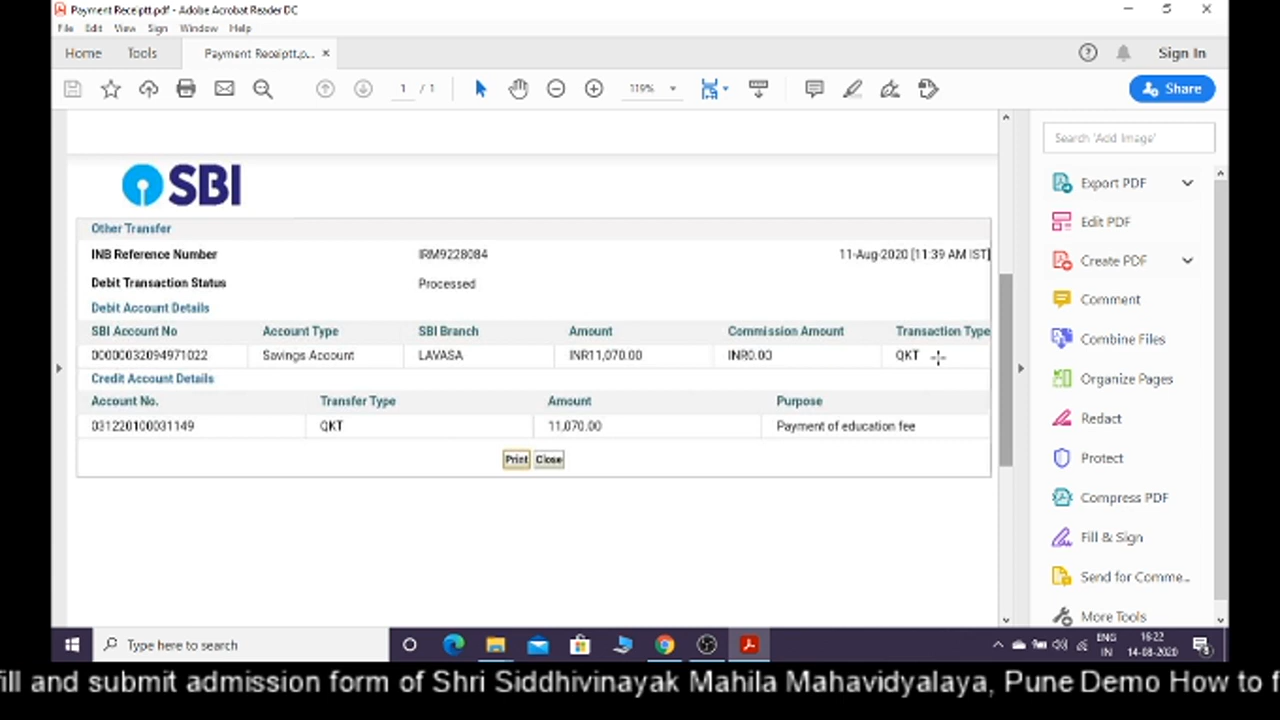 Payment Receiptt.pdf - Adobe Acrobat Reader DC
File Edit View Sign Window Help
Home Tools Payment Receiptt.p... × Sign In
1 / 1 119% Share
Search 'Add Image'
SBI
Export PDF
Edit PDF
Create PDF
Comment
Combine Files
Organize Pages
Redact
Protect
Compress PDF
Fill & Sign
Send for Comme...
More Tools
Other Transfer
INB Reference Number IRM9228084 11-Aug-2020 [11:39 AM IST]
Debit Transaction Status Processed
Debit Account Details
SBI Account No Account Type SBI Branch Amount Commission Amount Transaction Type
00000032094971022 Savings Account LAVASA INR11,070.00 INR0.00 QKT
Credit Account Details
Account No. Transfer Type Amount Purpose
031220100031149 QKT 11,070.00 Payment of education fee
Print Close
Type here to search
ENG
IN
16:22
14-08-2020
fill and submit admission form of Shri Siddhivinayak Mahila Mahavidyalaya, Pune Demo How to f